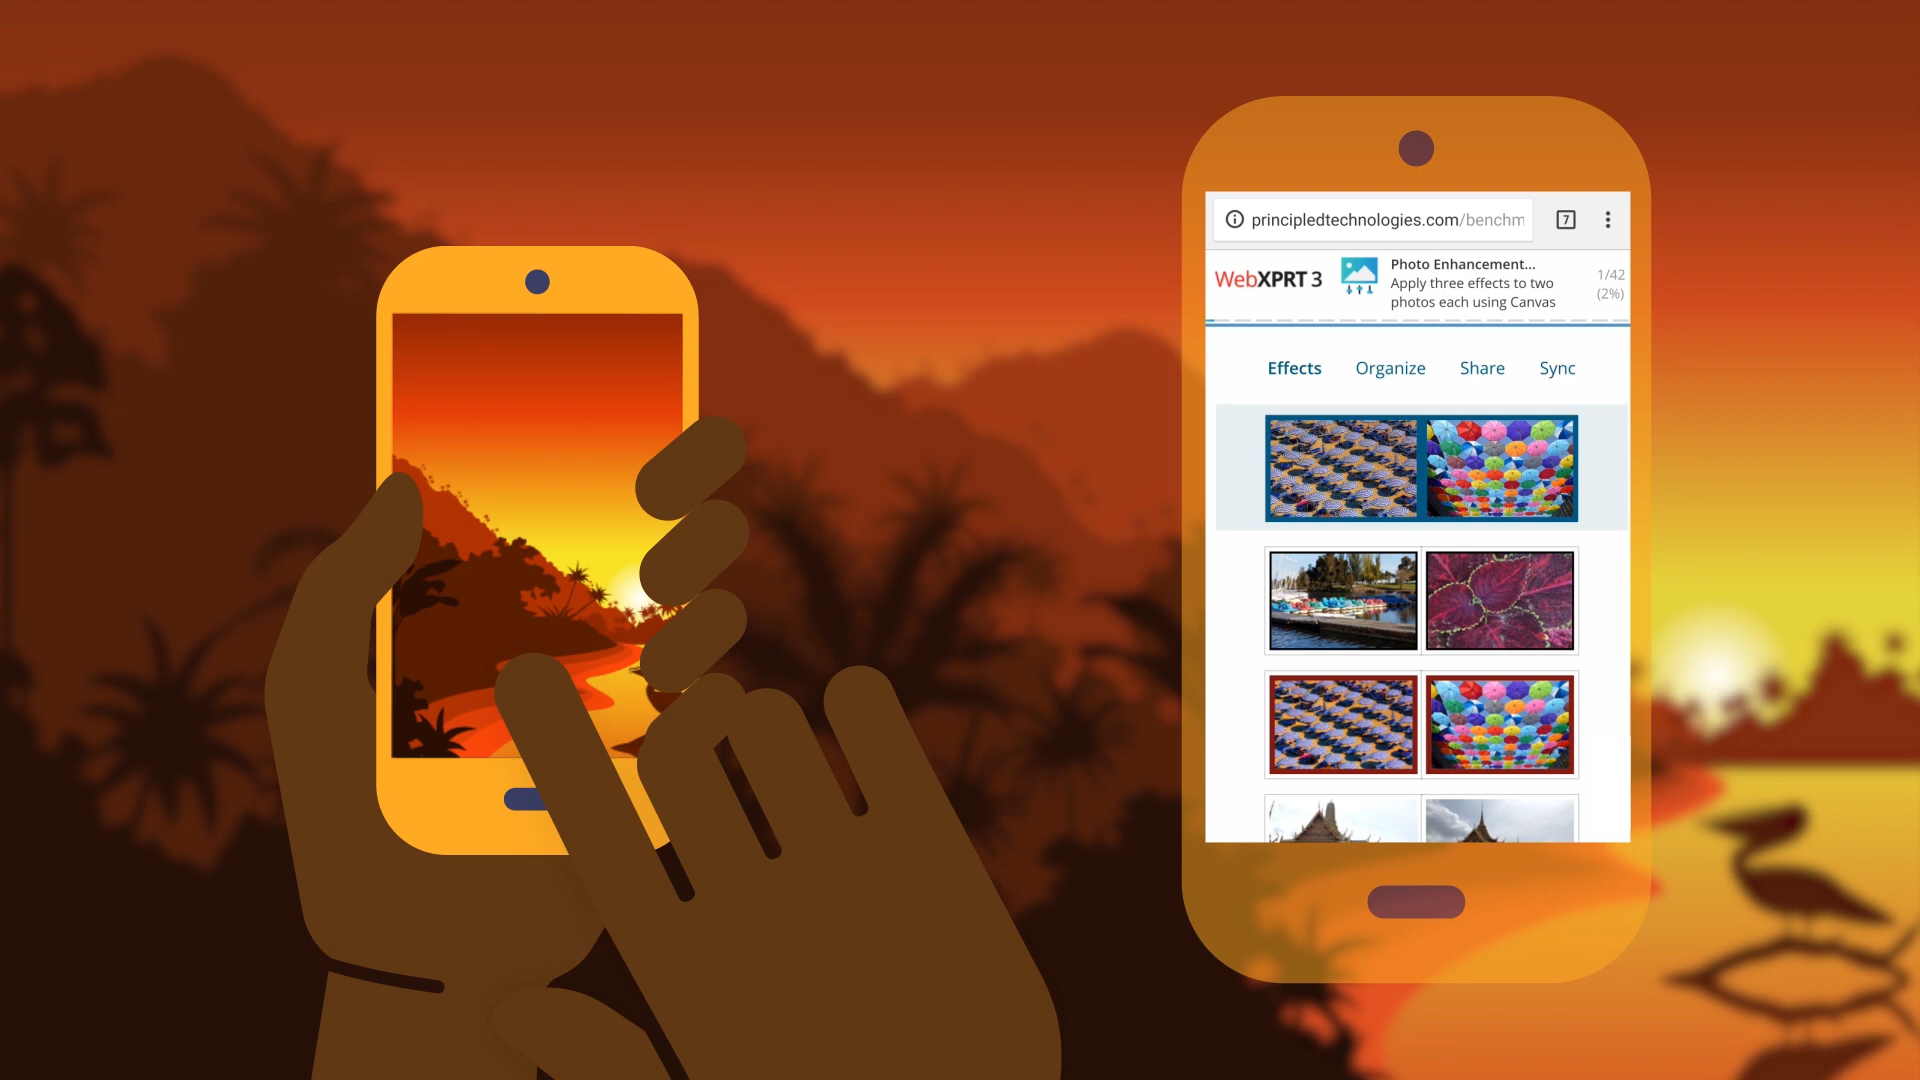 principledtechnologies.com/benchm
7
WebXPRT 3
Photo Enhancement...
Apply three effects to two
photos each using Canvas
1/42
(2%)
Effects Organize Share Sync